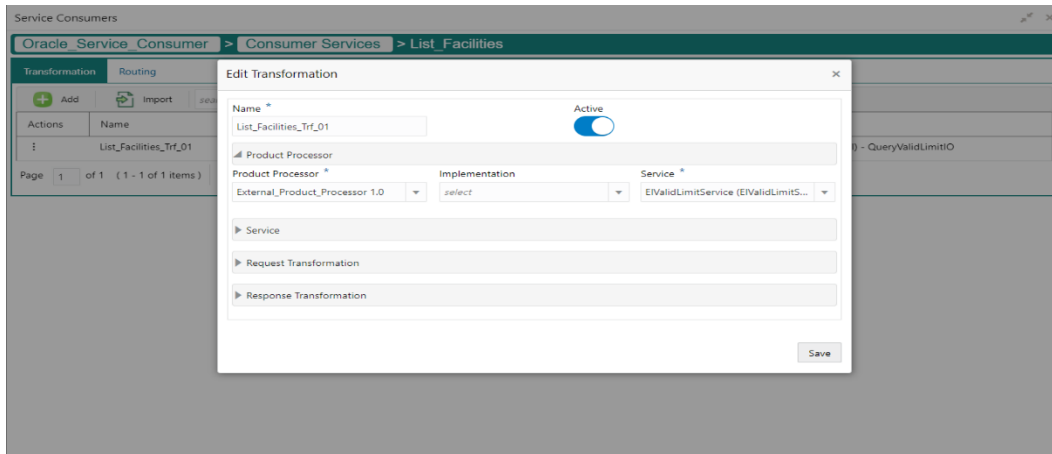 Service Consumers
Oracle_Service_Consumer > Consumer Services > List_Facilities
Transformation Routing
Edit Transformation
Add Import
Name * Active
Actions Name
List_Facilities_Trf_01
List_Facilities_Trf_01 - QueryValidLimitIO
Product Processor
Page 1 of 1 ( 1 - 1 of 1 items )
Product Processor * Implementation Service *
External_Product_Processor 1.0 select EIValidLimitService (EIValidLimitS...
Service
Request Transformation
Response Transformation
Save